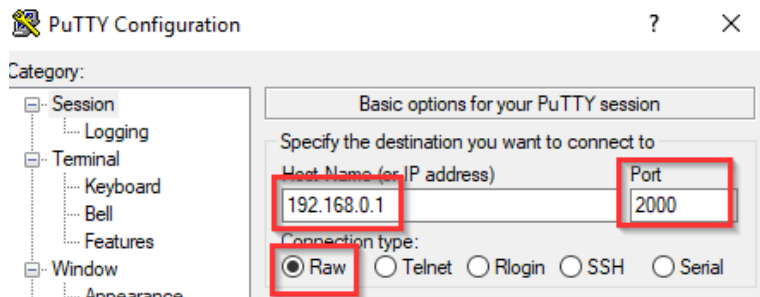 PuTTY Configuration ? ×
Category:
Session
Logging
Terminal
Keyboard
Bell
Features
Window
Appearance
Basic options for your PuTTY session
Specify the destination you want to connect to
Host Name (or IP address) Port
192.168.0.1 2000
Connection type:
Raw Telnet Rlogin SSH Serial